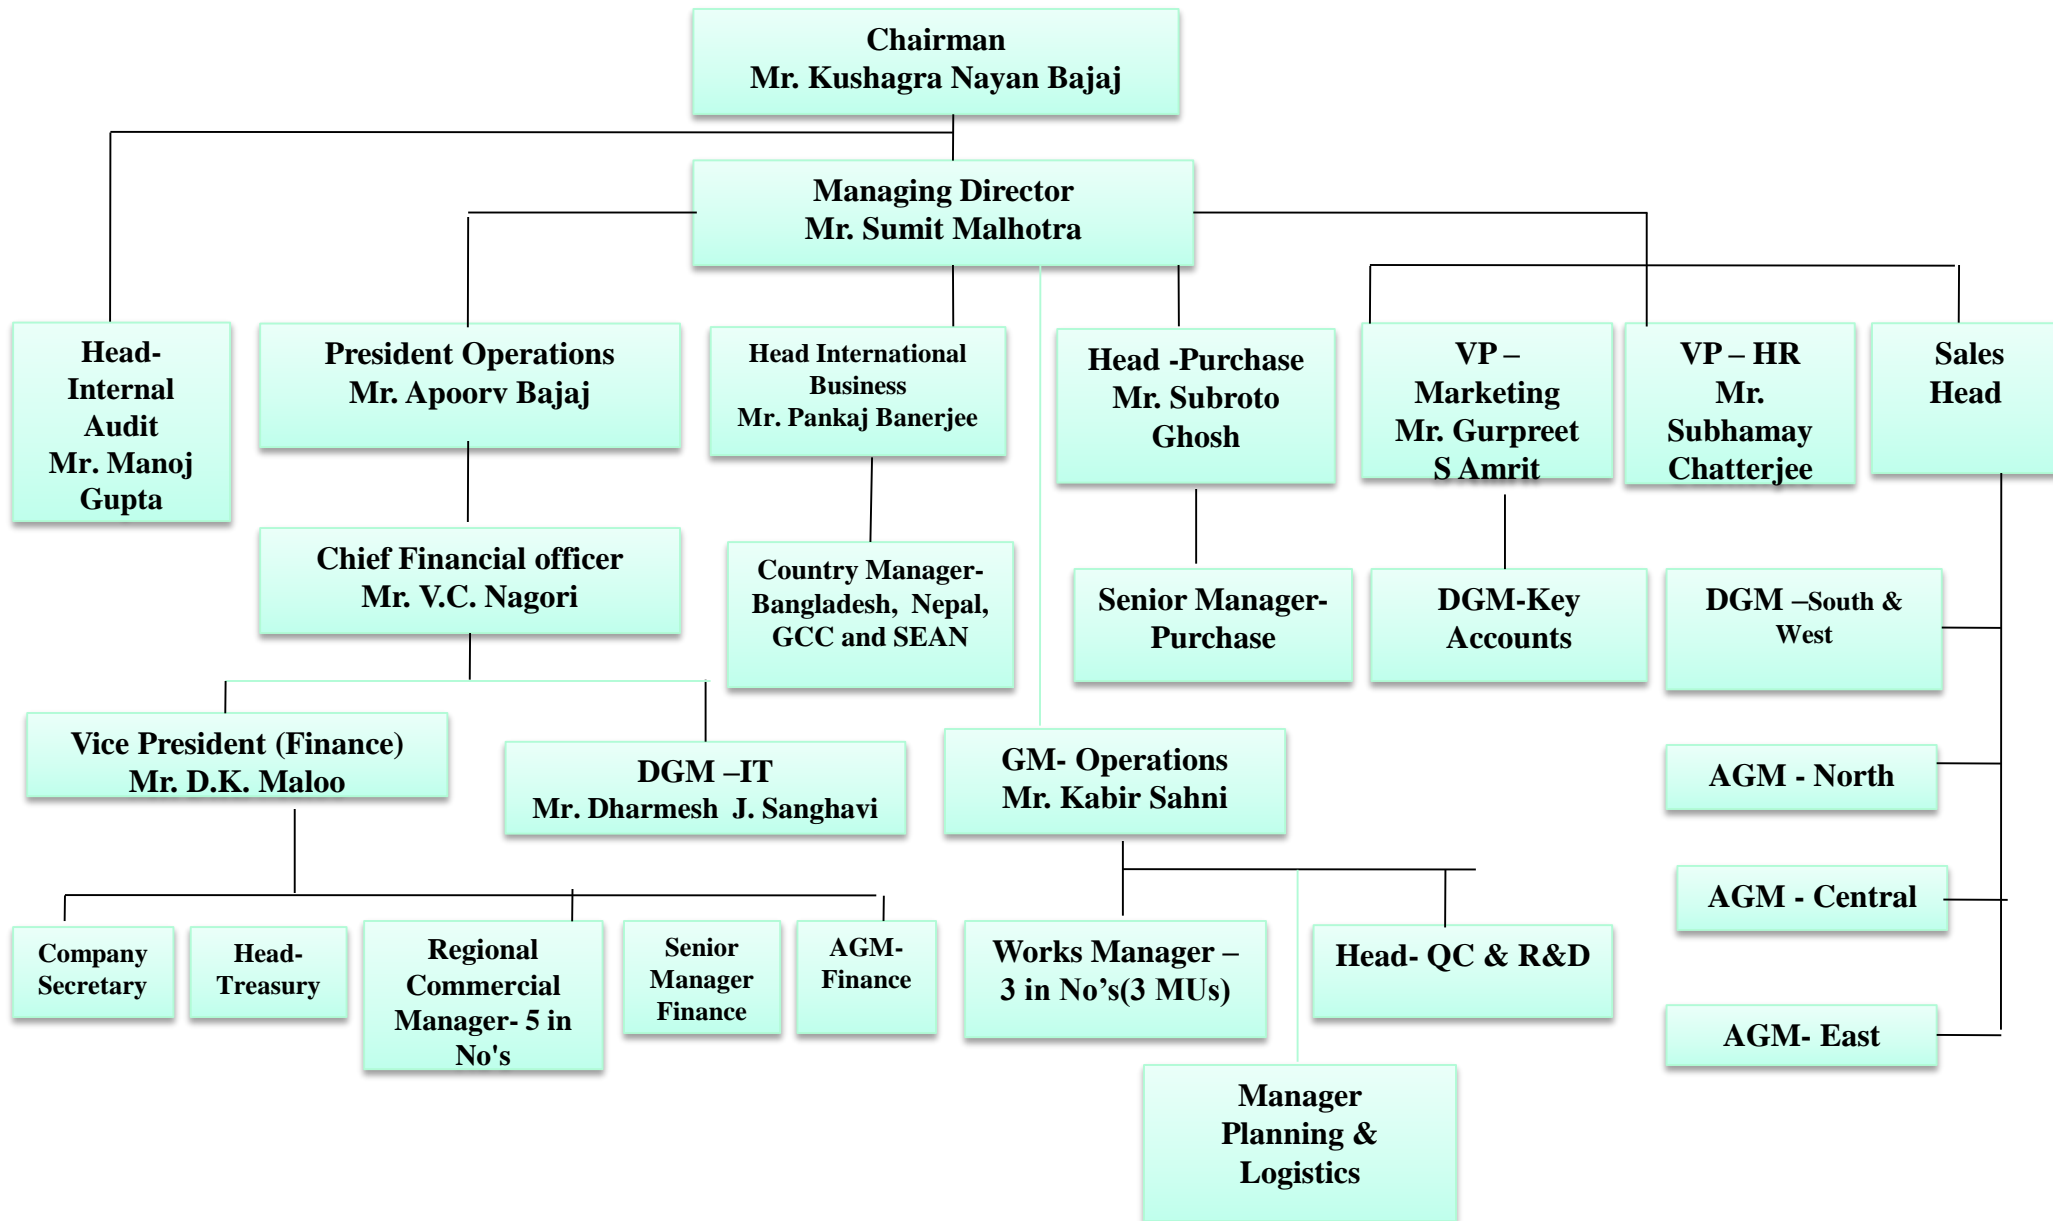 Chairman
Mr. Kushagra Nayan Bajaj
Managing Director
Mr. Sumit Malhotra
Head-
Internal
Audit
Mr. Manoj
Gupta
President Operations
Mr. Apoorv Bajaj
Head International
Business
Mr. Pankaj Banerjee
Head -Purchase
Mr. Subroto
Ghosh
VP –
Marketing
Mr. Gurpreet
S Amrit
VP – HR
Mr.
Subhamay
Chatterjee
Sales
Head
Chief Financial officer
Mr. V.C. Nagori
Country Manager-
Bangladesh, Nepal,
GCC and SEAN
Senior Manager-
Purchase
DGM-Key
Accounts
DGM –South &
West
Vice President (Finance)
Mr. D.K. Maloo
DGM –IT
Mr. Dharmesh J. Sanghavi
GM- Operations
Mr. Kabir Sahni
AGM - North
AGM - Central
AGM- East
Company
Secretary
Head-
Treasury
Regional
Commercial
Manager- 5 in
No's
Senior
Manager
Finance
AGM-
Finance
Works Manager –
3 in No’s(3 MUs)
Head- QC & R&D
Manager
Planning &
Logistics